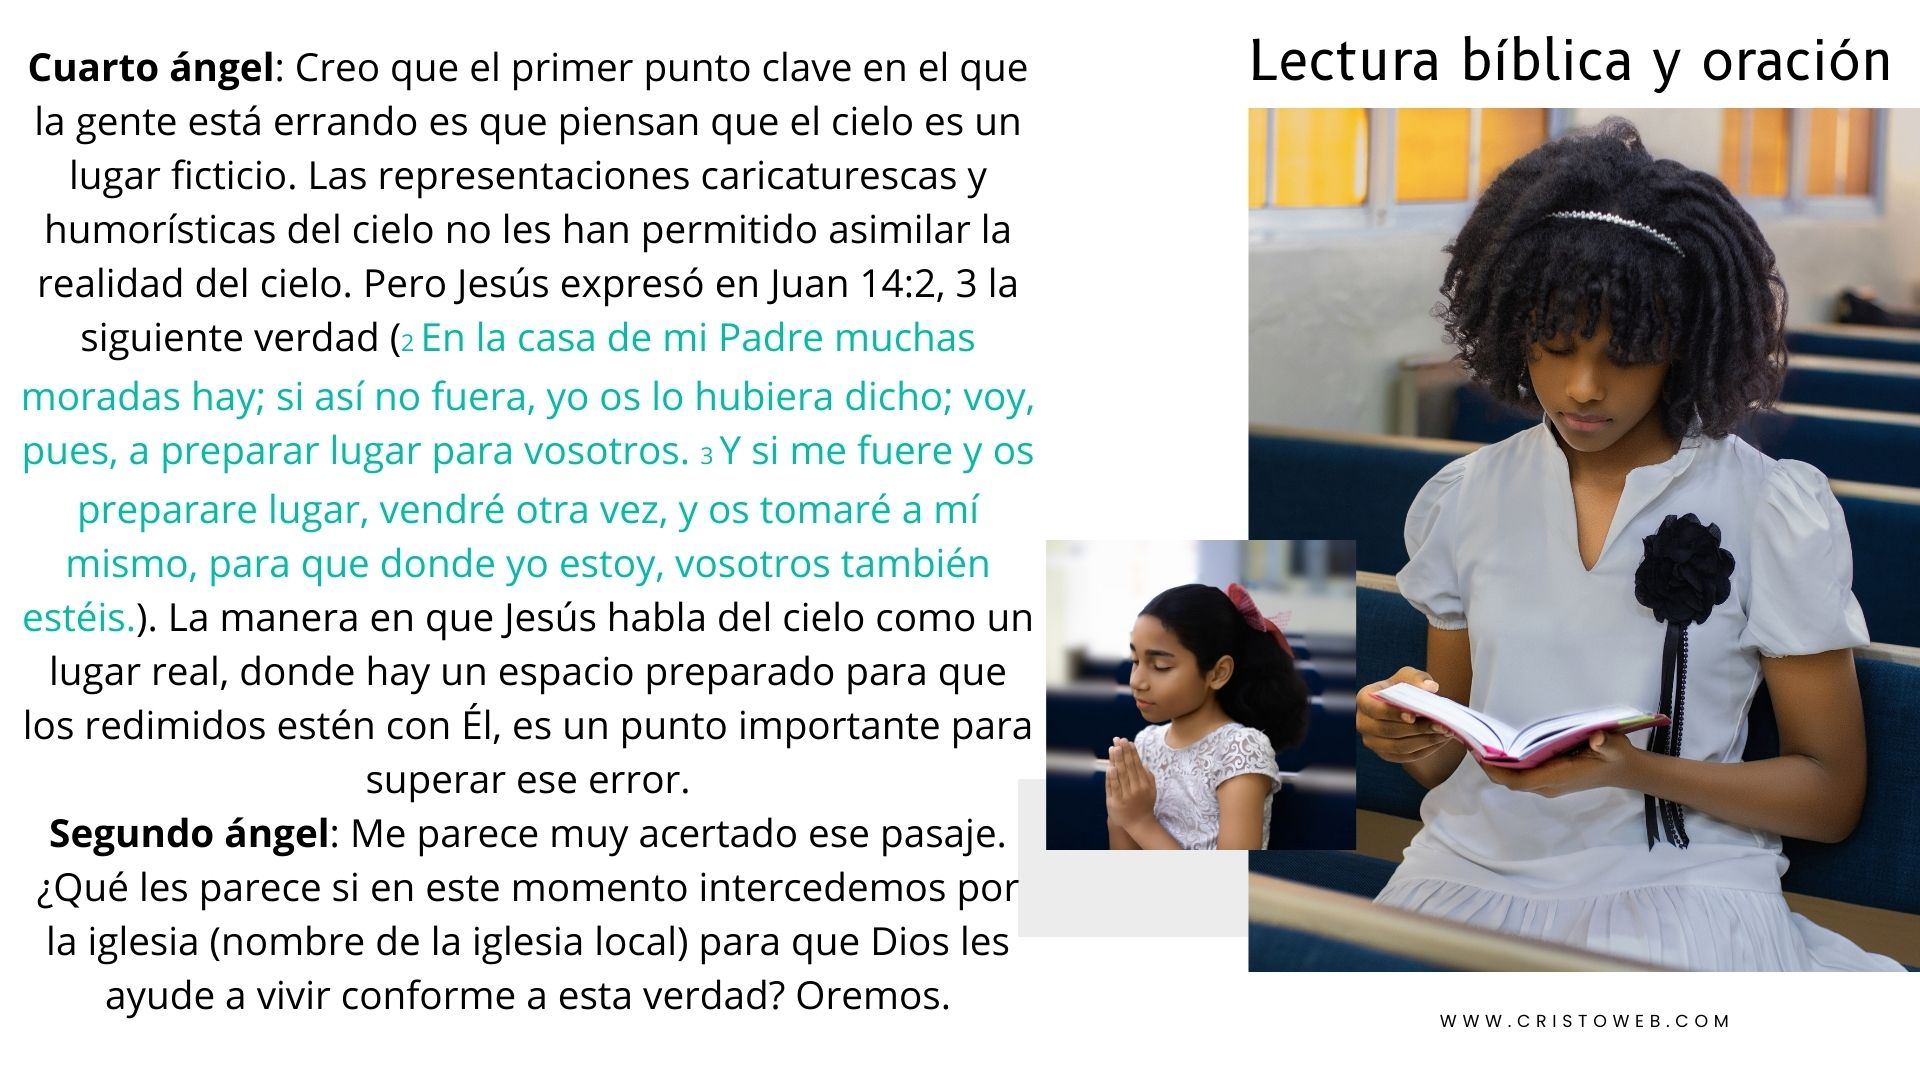 Lectura bíblica y oración
Cuarto ángel: Creo que el primer punto clave en el que
la gente está errando es que piensan que el cielo es un
lugar ficticio. Las representaciones caricaturescas y
humorísticas del cielo no les han permitido asimilar la
realidad del cielo. Pero Jesús expresó en Juan 14:2, 3 la
siguiente verdad (2 En la casa de mi Padre muchas
moradas hay; si así no fuera, yo os lo hubiera dicho; voy,
pues, a preparar lugar para vosotros. 3 Y si me fuere y os
preparare lugar, vendré otra vez, y os tomaré a mí
mismo, para que donde yo estoy, vosotros también
estéis.). La manera en que Jesús habla del cielo como un
lugar real, donde hay un espacio preparado para que
los redimidos estén con Él, es un punto importante para
superar ese error.
Segundo ángel: Me parece muy acertado ese pasaje.
¿Qué les parece si en este momento intercedemos por
la iglesia (nombre de la iglesia local) para que Dios les
ayude a vivir conforme a esta verdad? Oremos.
WWW.CRISTOWEB.COM